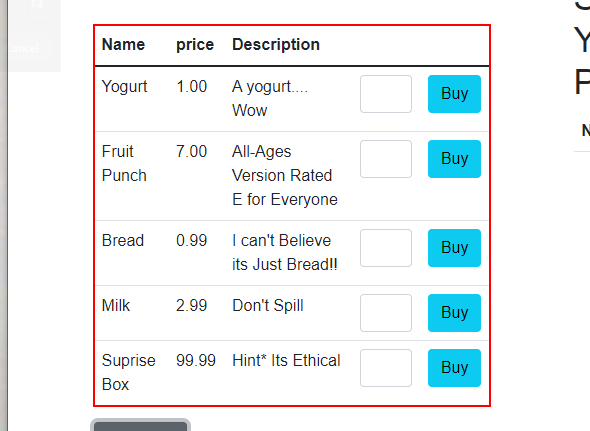 Name price Description
Yogurt 1.00 A yogurt.... Buy
Wow
Fruit 7.00 All-Ages Buy
Punch Version Rated
E for Everyone
Bread 0.99 I can't Believe Buy
its Just Bread!!
Milk 2.99 Don't Spill Buy
Suprise 99.99 Hint* Its Ethical Buy
Box